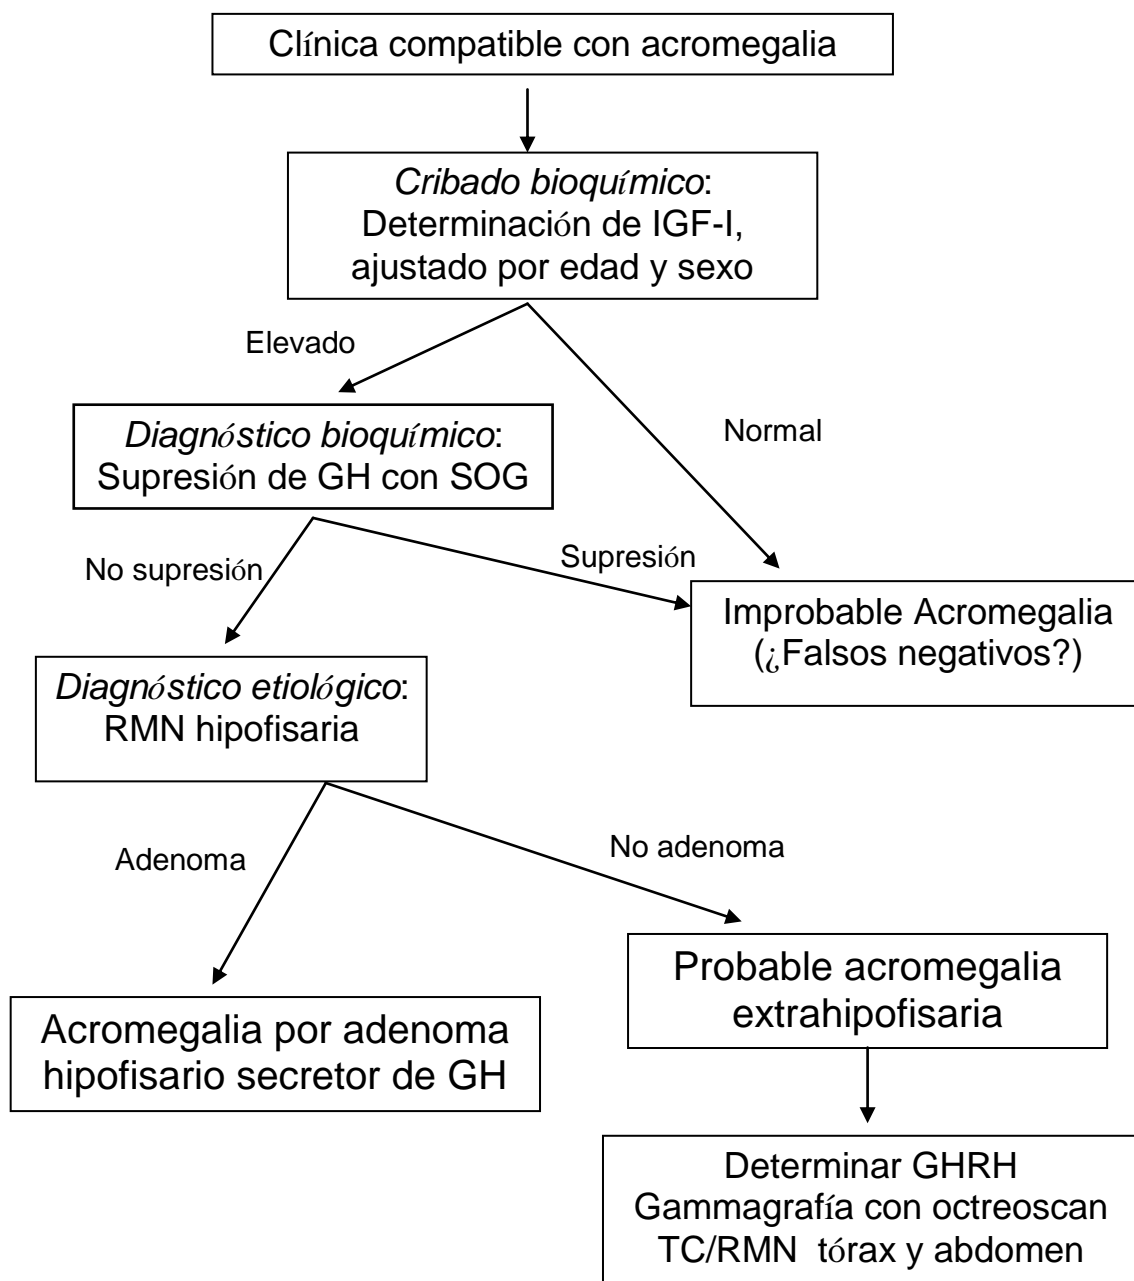 Clínica compatible con acromegalia
Cribado bioquímico:
Determinación de IGF-I,
ajustado por edad y sexo
Elevado
Normal
Diagnóstico bioquímico:
Supresión de GH con SOG
No supresión
Supresión
Improbable Acromegalia
(¿Falsos negativos?)
Diagnóstico etiológico:
RMN hipofisaria
Adenoma
No adenoma
Probable acromegalia
extrahipofisaria
Acromegalia por adenoma
hipofisario secretor de GH
Determinar GHRH
Gammagrafía con octreoscan
TC/RMN tórax y abdomen